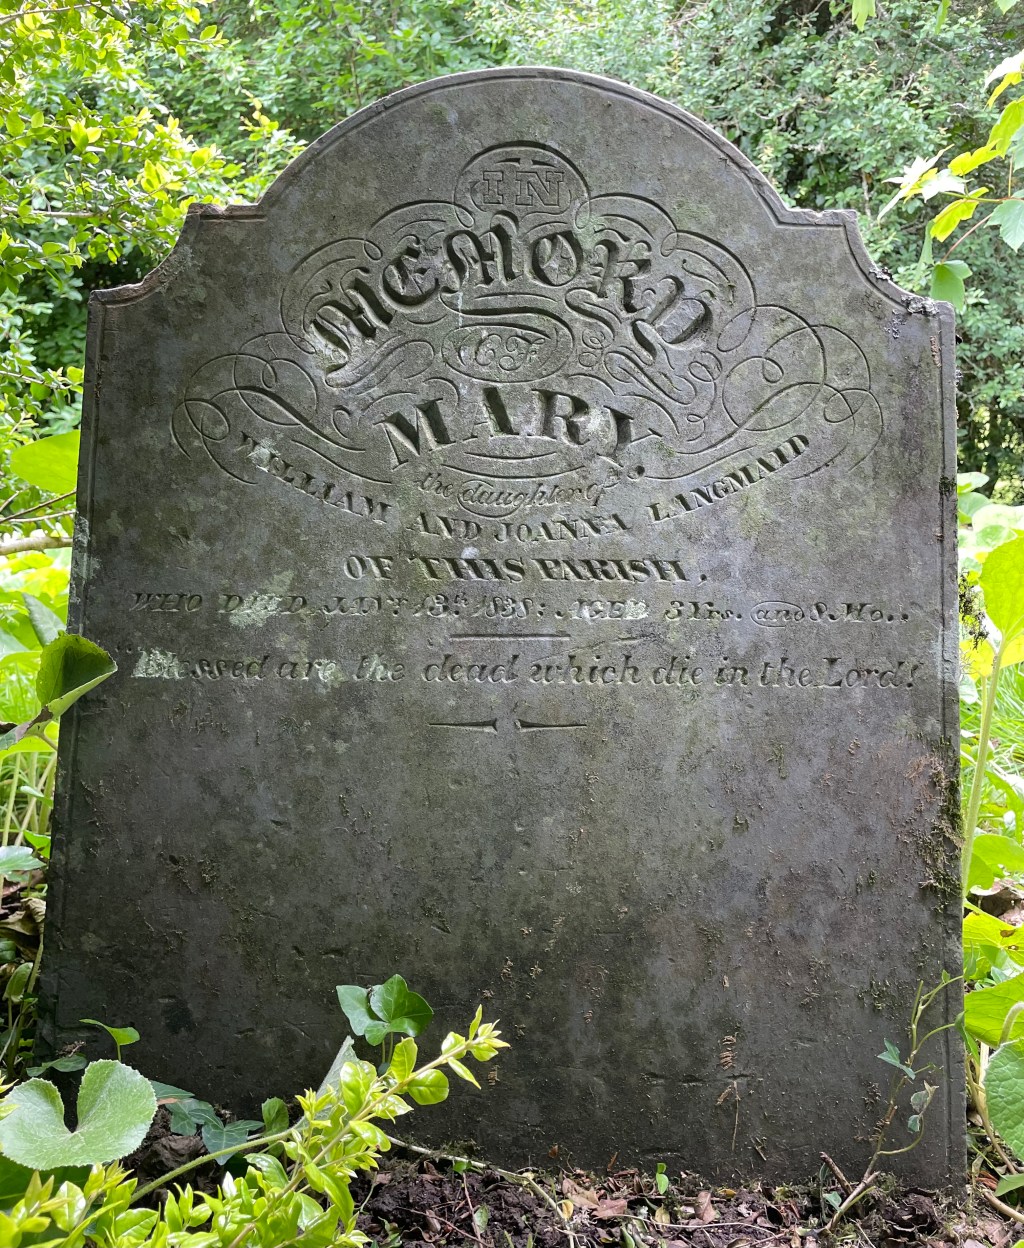 IN
MEMORY
OF
MARY,
the daughter of
WILLIAM AND JOANNA LANGMAID
OF THIS PARISH,
WHO DIED JANY. 13th. 1838: AGED 3 Yrs. and 8 Mo..
Blessed are the dead which die in the Lord!